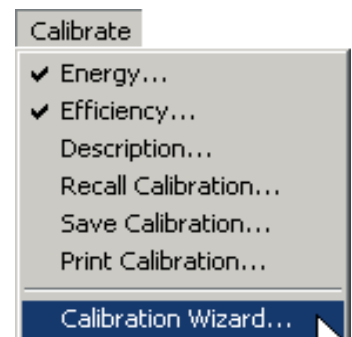 Calibrate
✔ Energy...
✔ Efficiency...
Description...
Recall Calibration...
Save Calibration...
Print Calibration...
Calibration Wizard...